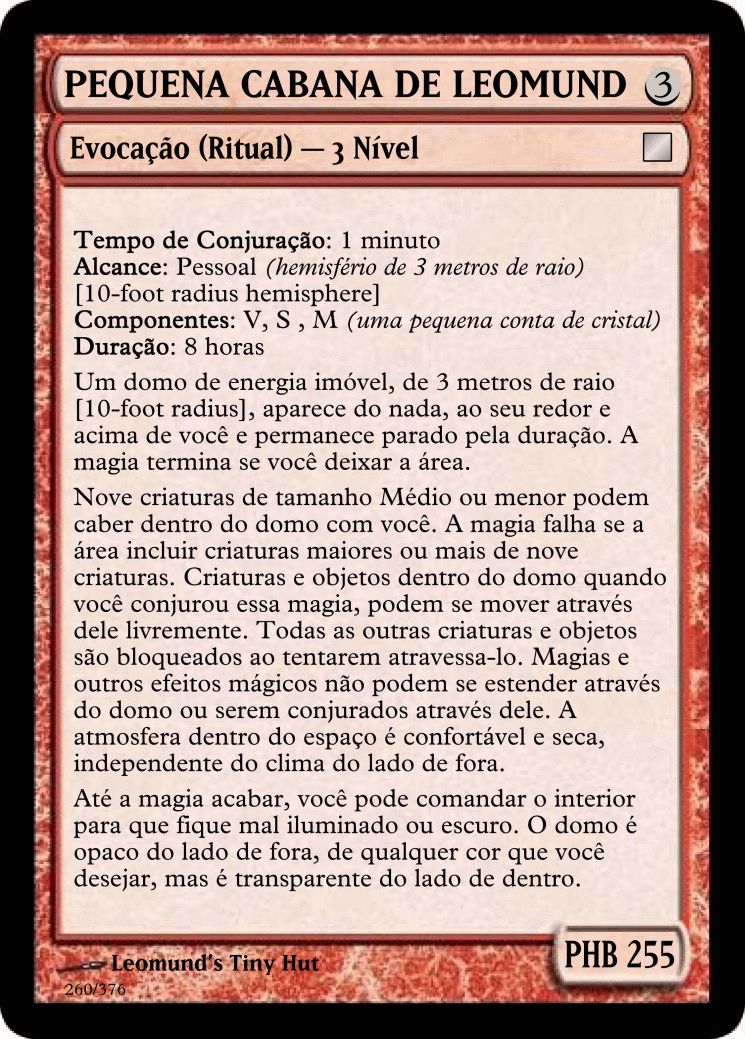 PEQUENA CABANA DE LEOMUND 3
Evocação (Ritual) — 3 Nível
Tempo de Conjuração: 1 minuto
Alcance: Pessoal (hemisfério de 3 metros de raio)
[10-foot radius hemisphere]
Componentes: V, S , M (uma pequena conta de cristal)
Duração: 8 horas
Um domo de energia imóvel, de 3 metros de raio
[10-foot radius], aparece do nada, ao seu redor e
acima de você e permanece parado pela duração. A
magia termina se você deixar a área.
Nove criaturas de tamanho Médio ou menor podem
caber dentro do domo com você. A magia falha se a
área incluir criaturas maiores ou mais de nove
criaturas. Criaturas e objetos dentro do domo quando
você conjurou essa magia, podem se mover através
dele livremente. Todas as outras criaturas e objetos
são bloqueados ao tentarem atravessa-lo. Magias e
outros efeitos mágicos não podem se estender através
do domo ou serem conjurados através dele. A
atmosfera dentro do espaço é confortável e seca,
independente do clima do lado de fora.
Até a magia acabar, você pode comandar o interior
para que fique mal iluminado ou escuro. O domo é
opaco do lado de fora, de qualquer cor que você
desejar, mas é transparente do lado de dentro.
PHB 255
Leomund's Tiny Hut
260/376